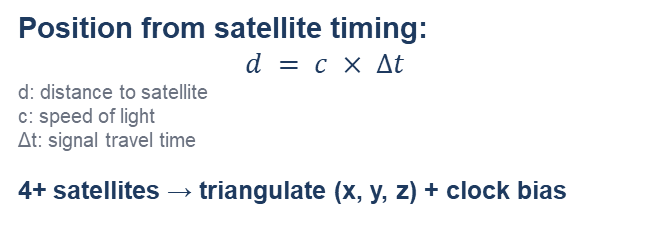 Position from satellite timing:
d = c × Δt
d: distance to satellite
c: speed of light
Δt: signal travel time
4+ satellites → triangulate (x, y, z) + clock bias